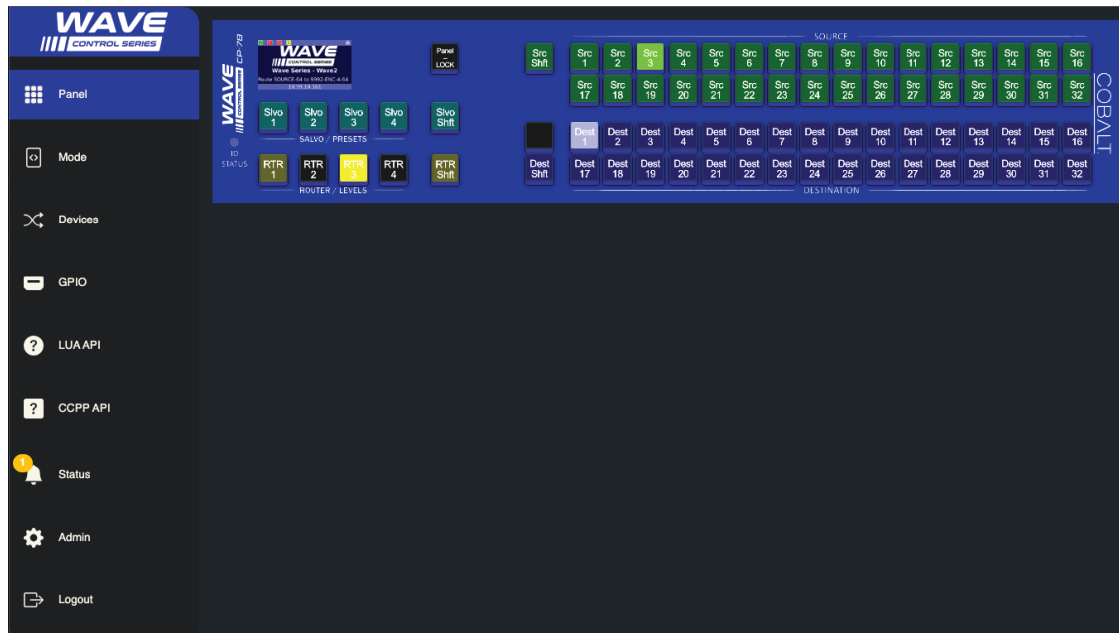 WAVE
CONTROL SERIES
Panel
Mode
Devices
GPIO
LUA API
CCPP API
1
Status
Admin
Logout
WAVE
CONTROL SERIES
CP-78
ID
STATUS
WAVE
CONTROL SERIES
Wave Series - Wave2
Route SOURCE-64 to 9992-ENC-4-64
Panel
-
LOCK
Slvo 1 Slvo 2 Slvo 3 Slvo 4 Slvo Shft
SALVO / PRESETS
RTR 1 RTR 2 RTR 3 RTR 4 RTR Shft
ROUTER / LEVELS
SOURCE
Src Shft Src 1 Src 2 Src 3 Src 4 Src 5 Src 6 Src 7 Src 8 Src 9 Src 10 Src 11 Src 12 Src 13 Src 14 Src 15 Src 16
Src 17 Src 18 Src 19 Src 20 Src 21 Src 22 Src 23 Src 24 Src 25 Src 26 Src 27 Src 28 Src 29 Src 30 Src 31 Src 32
Dest 1 Dest 2 Dest 3 Dest 4 Dest 5 Dest 6 Dest 7 Dest 8 Dest 9 Dest 10 Dest 11 Dest 12 Dest 13 Dest 14 Dest 15 Dest 16
Dest Shft Dest 17 Dest 18 Dest 19 Dest 20 Dest 21 Dest 22 Dest 23 Dest 24 Dest 25 Dest 26 Dest 27 Dest 28 Dest 29 Dest 30 Dest 31 Dest 32
DESTINATION
COBALT